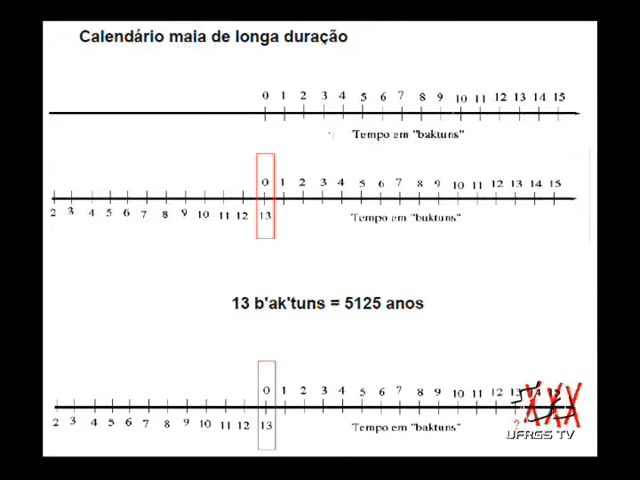 Calendário maia de longa duração
0 1 2 3 4 5 6 7 8 9 10 11 12 13 14 15
Tempo em "baktuns"
0 1 2 3 4 5 6 7 8 9 10 11 12 13 14 15
2 3 4 5 6 7 8 9 10 11 12 13
Tempo em "buktuns"
13 b'ak'tuns = 5125 anos
0 1 2 3 4 5 6 7 8 9 10 11 12
2 3 4 5 6 7 8 9 10 11 12 13
Tempo em "baktuns"
UFRGS TV